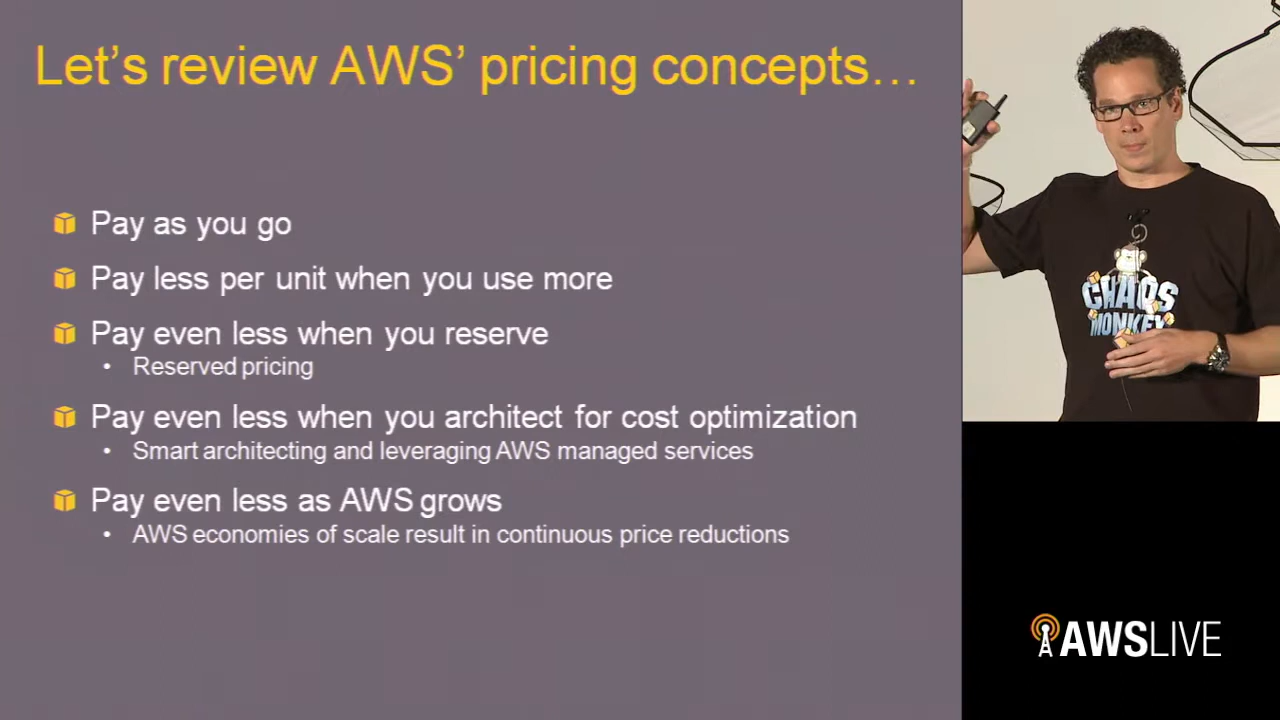 Let's review AWS' pricing concepts…
Pay as you go
Pay less per unit when you use more
Pay even less when you reserve
• Reserved pricing
Pay even less when you architect for cost optimization
• Smart architecting and leveraging AWS managed services
Pay even less as AWS grows
• AWS economies of scale result in continuous price reductions
CHAOS
MONKEY
AWSLIVE